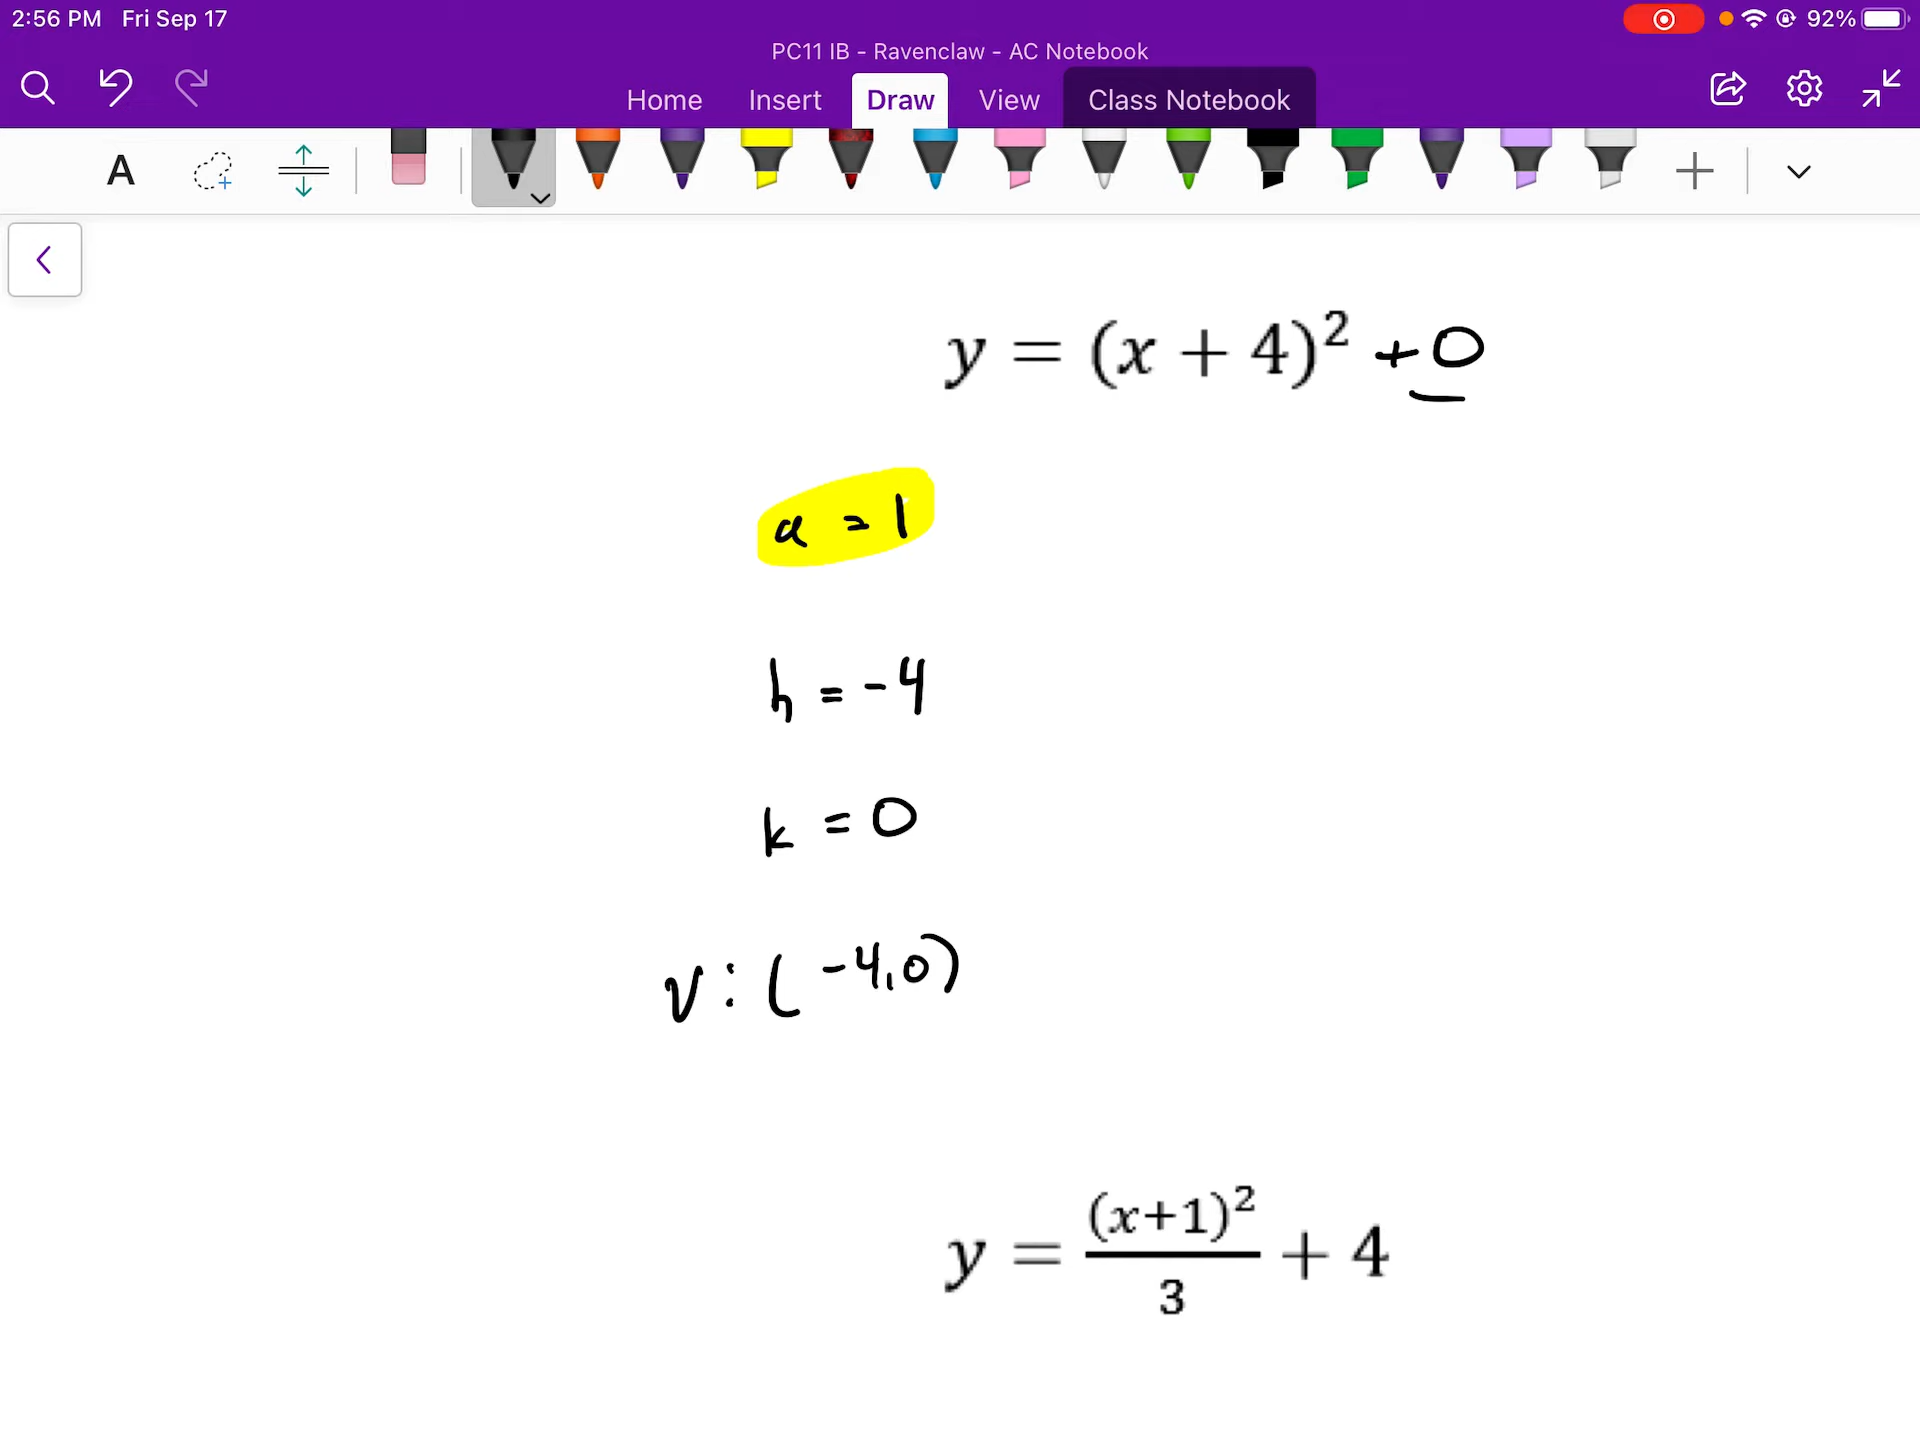 2:56 PM Fri Sep 17 92%
PC11 IB - Ravenclaw - AC Notebook
Home Insert Draw View Class Notebook
A
y = (x + 4)² +0
a = 1
h = -4
k = 0
v: (-4,0)
y = (x+1)²/3 + 4